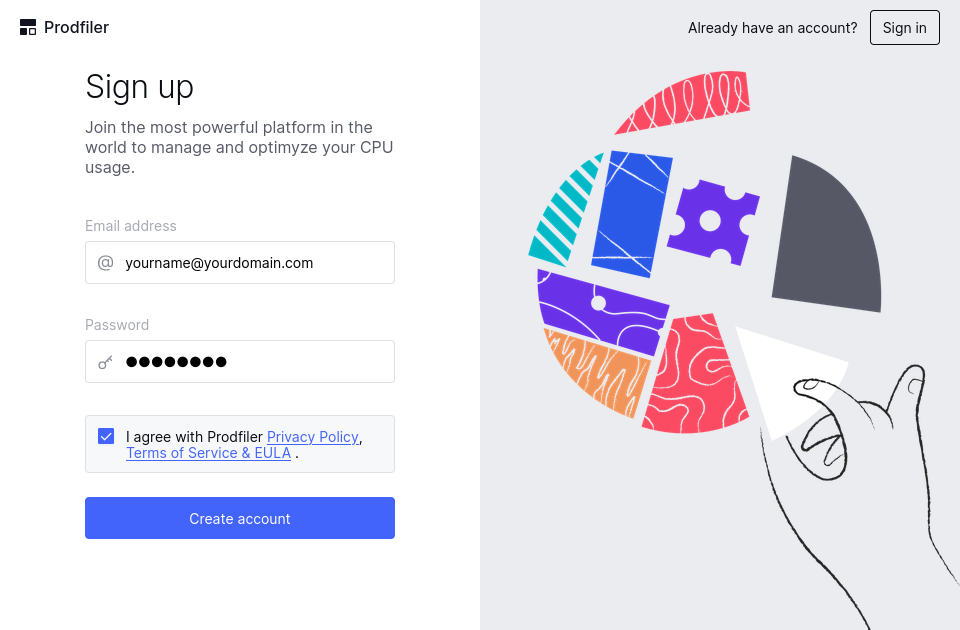 Prodfiler
Already have an account?
Sign in
Sign up
Join the most powerful platform in the
world to manage and optimyze your CPU
usage.
Email address
@ yourname@yourdomain.com
Password
●●●●●●●●
I agree with Prodfiler Privacy Policy,
Terms of Service & EULA .
Create account